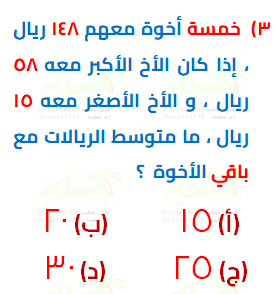 ٣) خمسة أخوة معهم ١٤٨ ريال
، إذا كان الأخ الأكبر معه ٥٨
ريال ، و الأخ الأصغر معه ١٥
ريال ، ما متوسط الريالات مع
باقي الأخوة ؟
(أ) ١٥ (ب) ٢٠
(ج) ٢٥ (د) ٣٠